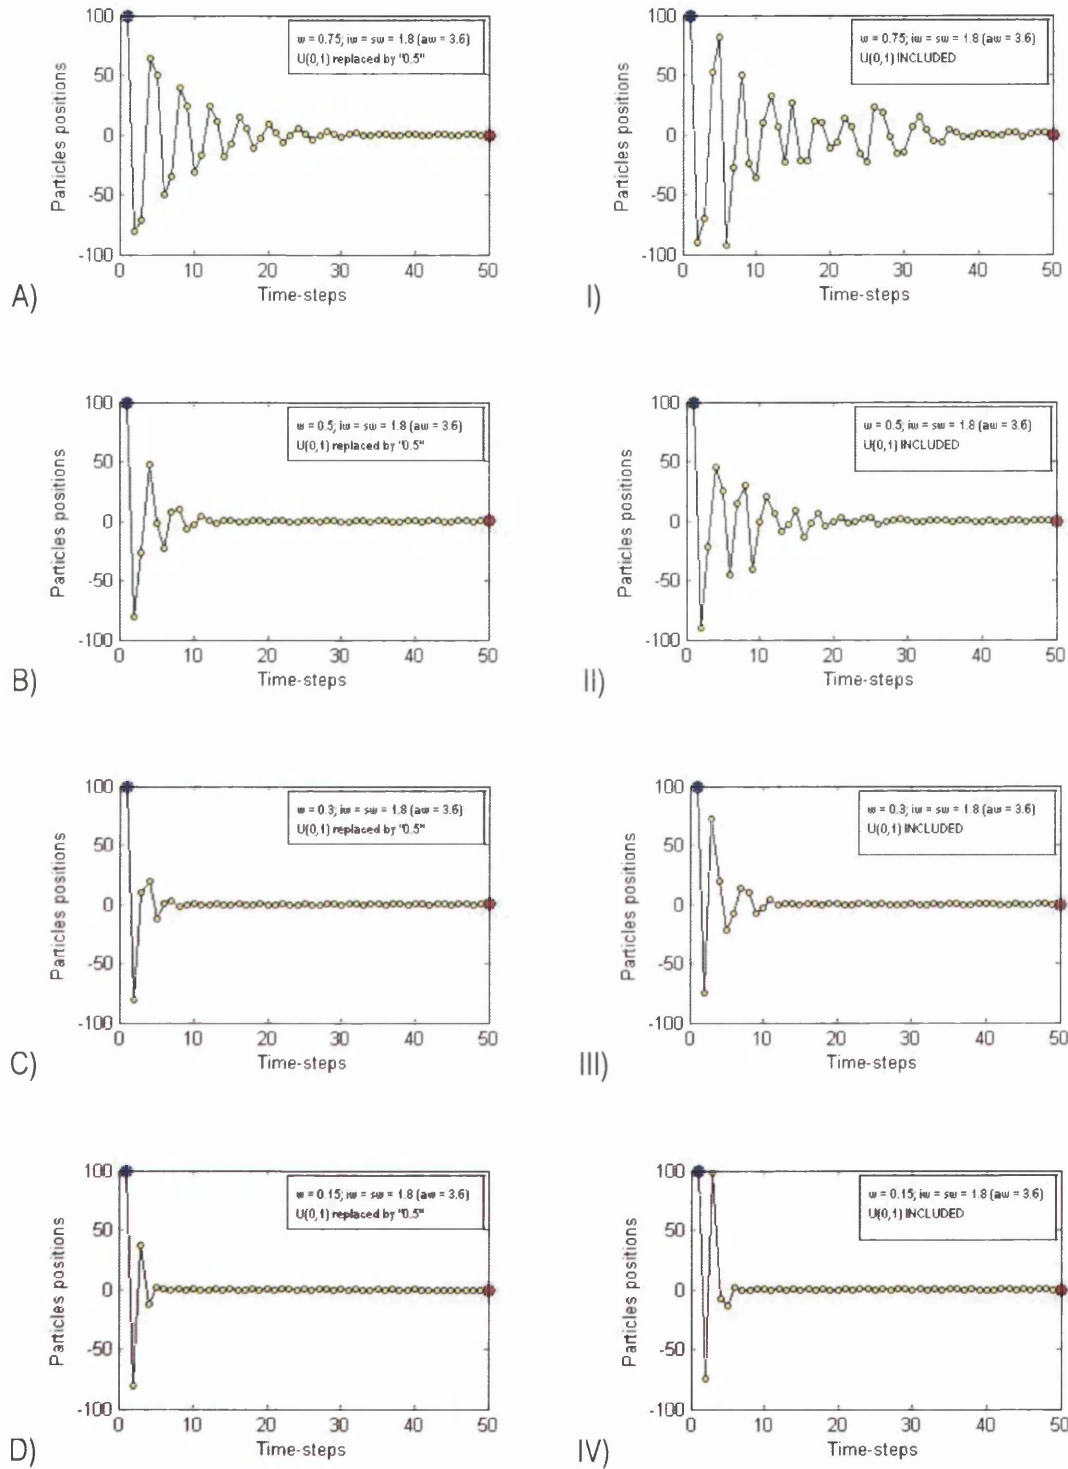 100
50
0
-50
-100
Particles positions
w = 0.75; iw = sw = 1.8 (aw = 3.6)
U(0,1) replaced by "0.5"
0 10 20 30 40 50
Time-steps
A)
100
50
0
-50
-100
Particles positions
w = 0.75; iw = sw = 1.8 (aw = 3.6)
U(0,1) INCLUDED
0 10 20 30 40 50
Time-steps
I)
100
50
0
-50
-100
Particles positions
w = 0.5; iw = sw = 1.8 (aw = 3.6)
U(0,1) replaced by "0.5"
0 10 20 30 40 50
Time-steps
B)
100
50
0
-50
-100
Particles positions
w = 0.5; iw = sw = 1.8 (aw = 3.6)
U(0,1) INCLUDED
0 10 20 30 40 50
Time-steps
II)
100
50
0
-50
-100
Particles positions
w = 0.3; iw = sw = 1.8 (aw = 3.6)
U(0,1) replaced by "0.5"
0 10 20 30 40 50
Time-steps
C)
100
50
0
-50
-100
Particles positions
w = 0.3; iw = sw = 1.8 (aw = 3.6)
U(0,1) INCLUDED
0 10 20 30 40 50
Time-steps
III)
100
50
0
-50
-100
Particles positions
w = 0.15; iw = sw = 1.8 (aw = 3.6)
U(0,1) replaced by "0.5"
0 10 20 30 40 50
Time-steps
D)
100
50
0
-50
-100
Particles positions
w = 0.15; iw = sw = 1.8 (aw = 3.6)
U(0,1) INCLUDED
0 10 20 30 40 50
Time-steps
IV)